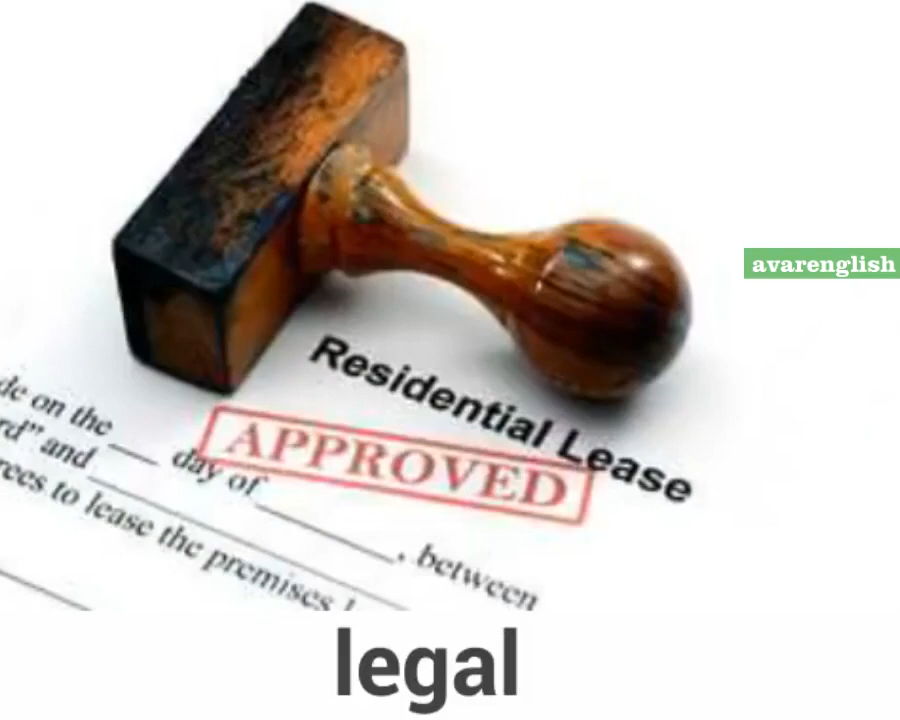 avarenglish
Residential Lease
APPROVED
de on the ___ day of ___, between
rd" and
rees to lease the premises
legal